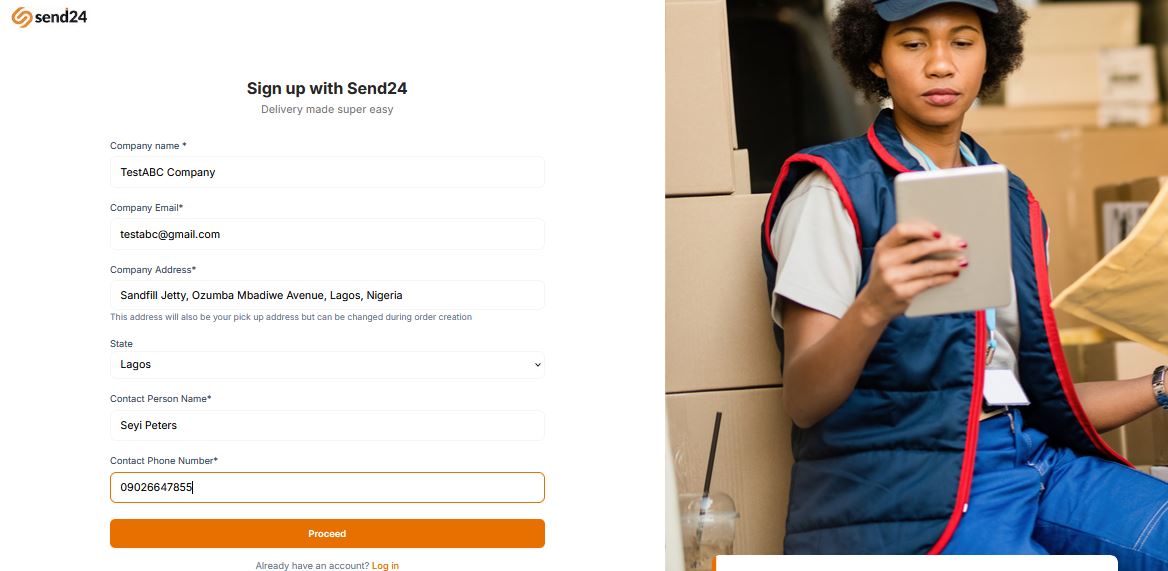 send24
Sign up with Send24
Delivery made super easy
Company name *
TestABC Company
Company Email*
testabc@gmail.com
Company Address*
Sandfill Jetty, Ozumba Mbadiwe Avenue, Lagos, Nigeria
This address will also be your pick up address but can be changed during order creation
State
Lagos
Contact Person Name*
Seyi Peters
Contact Phone Number*
09026647855
Proceed
Already have an account? Log in